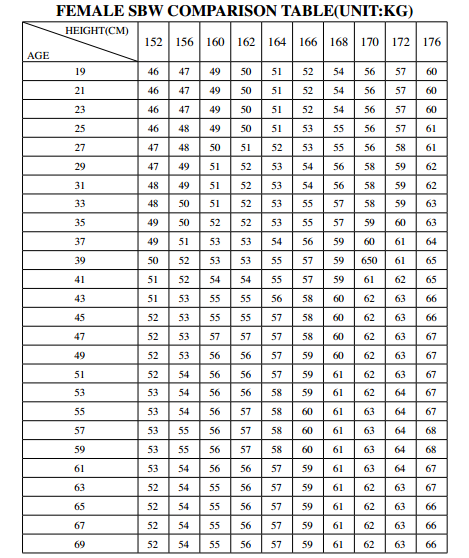 FEMALE SBW COMPARISON TABLE(UNIT:KG)
HEIGHT(CM) 152 156 160 162 164 166 168 170 172 176
AGE
19 46 47 49 50 51 52 54 56 57 60
21 46 47 49 50 51 52 54 56 57 60
23 46 47 49 50 51 52 54 56 57 60
25 46 48 49 50 51 53 55 56 57 61
27 47 48 50 51 52 53 55 56 58 61
29 47 49 51 52 53 54 56 58 59 62
31 48 49 51 52 53 54 56 58 59 62
33 48 50 51 52 53 55 57 58 59 63
35 49 50 52 52 53 55 57 59 60 63
37 49 51 53 53 54 56 59 60 61 64
39 50 52 53 53 55 57 59 650 61 65
41 51 52 54 54 55 57 59 61 62 65
43 51 53 55 55 56 58 60 62 63 66
45 52 53 55 55 57 58 60 62 63 66
47 52 53 57 57 57 58 60 62 63 67
49 52 53 56 56 57 59 60 62 63 67
51 52 54 56 56 57 59 61 62 63 67
53 53 54 56 56 58 59 61 62 64 67
55 53 54 56 57 58 60 61 63 64 67
57 53 55 56 57 58 60 61 63 64 68
59 53 55 56 57 58 60 61 63 64 68
61 53 54 56 56 57 59 61 63 64 67
63 52 54 55 56 57 59 61 62 63 67
65 52 54 55 56 57 59 61 62 63 66
67 52 54 55 56 57 59 61 62 63 66
69 52 54 55 56 57 59 61 62 63 66